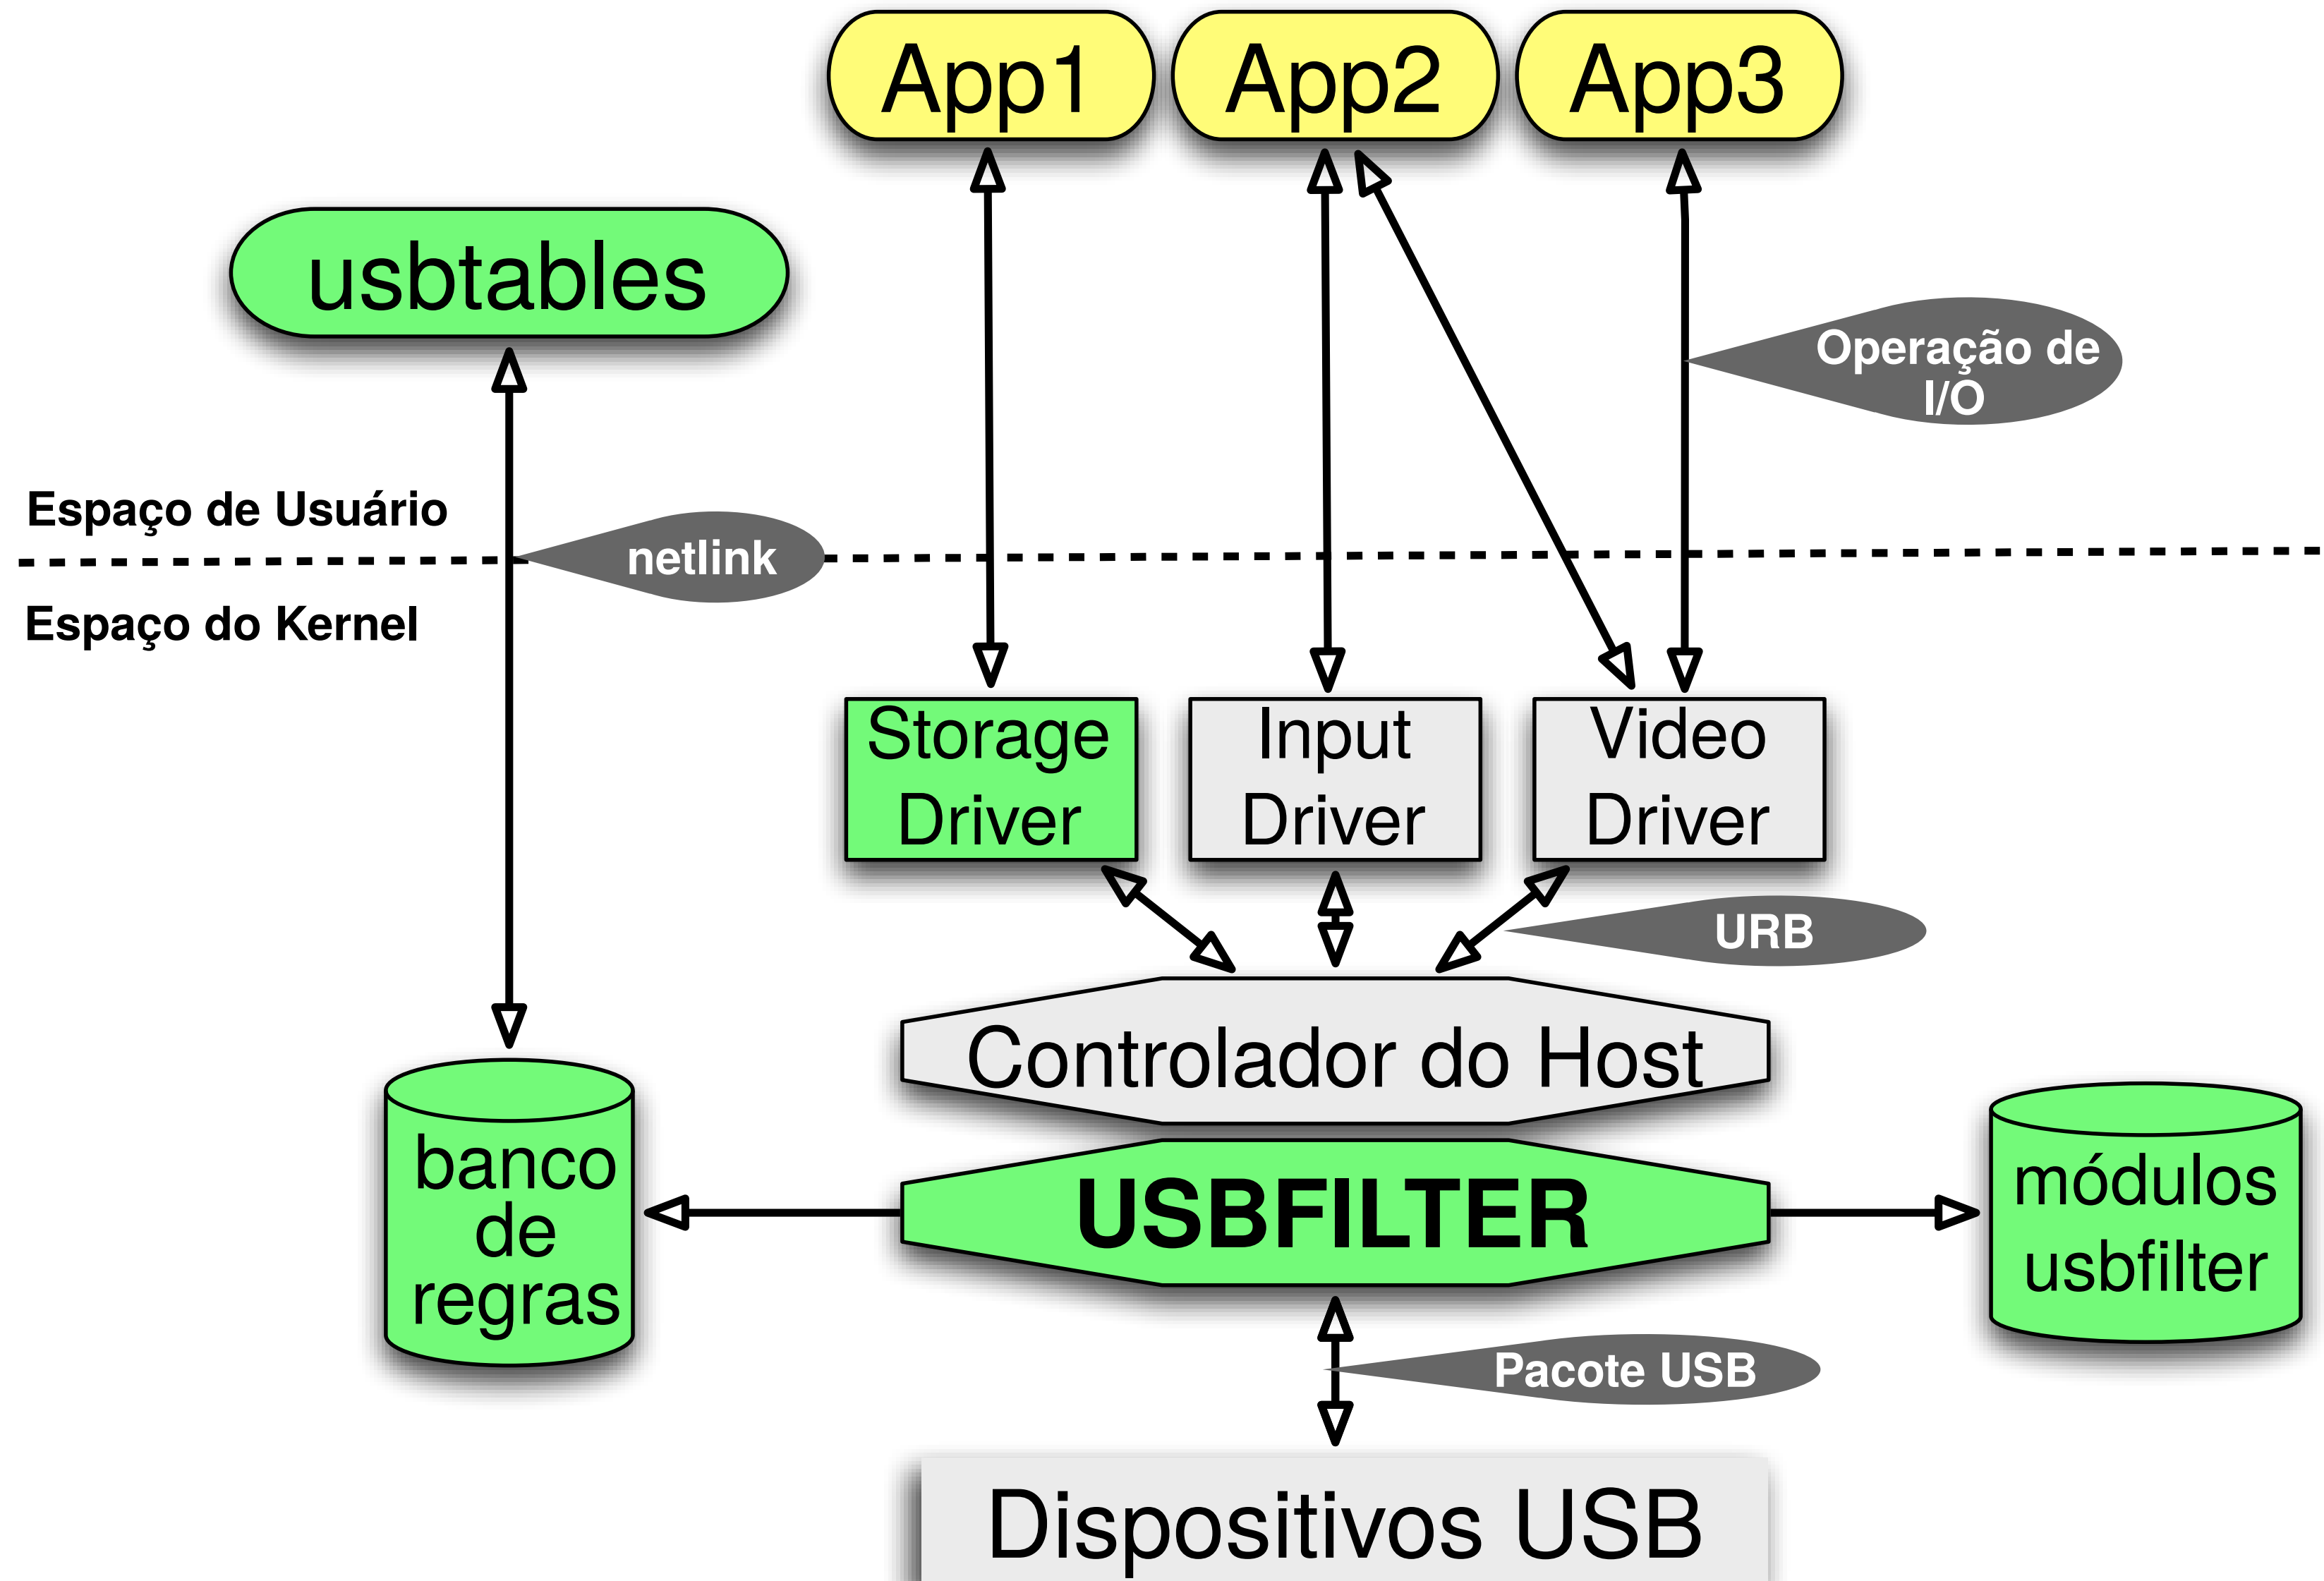 App1
App2
App3
usbtables
Operação de
I/O
Espaço de Usuário
netlink
Espaço do Kernel
Storage
Driver
Input
Driver
Video
Driver
URB
Controlador do Host
banco
de
regras
USBFILTER
módulos
usbfilter
Pacote USB
Dispositivos USB